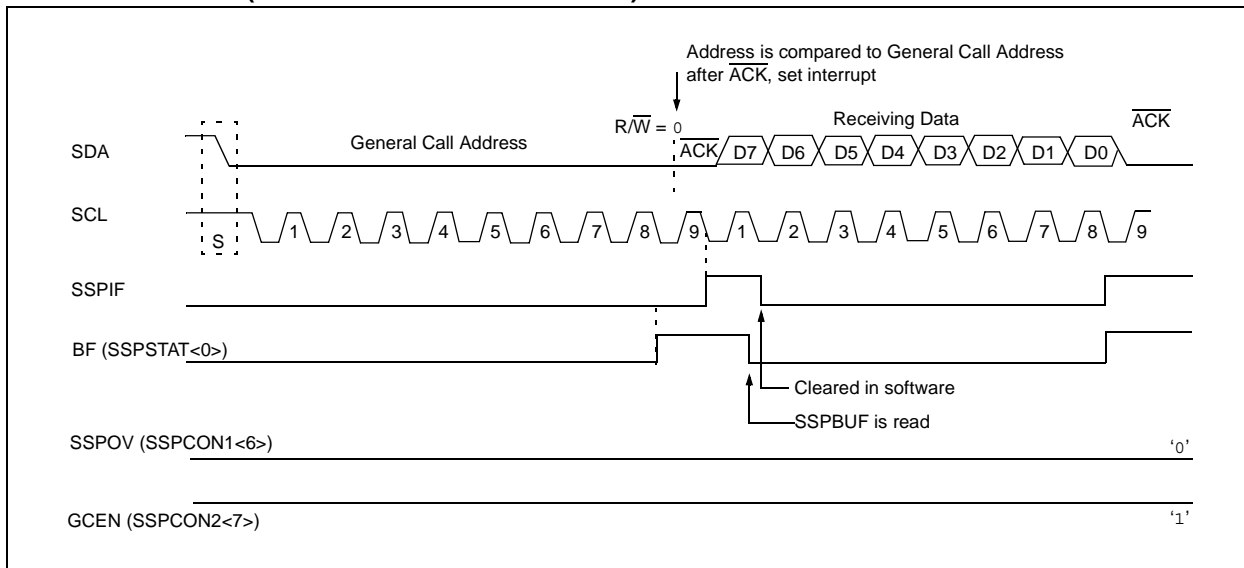 Address is compared to General Call Address
after A̅C̅K̅, set interrupt
R/W̅ = 0
Receiving Data
A̅C̅K̅
SDA
General Call Address
A̅C̅K̅
D7 D6 D5 D4 D3 D2 D1 D0
SCL
S
1 2 3 4 5 6 7 8 9 1 2 3 4 5 6 7 8 9
SSPIF
BF (SSPSTAT<0>)
Cleared in software
SSPBUF is read
SSPOV (SSPCON1<6>)
‘0’
GCEN (SSPCON2<7>)
‘1’